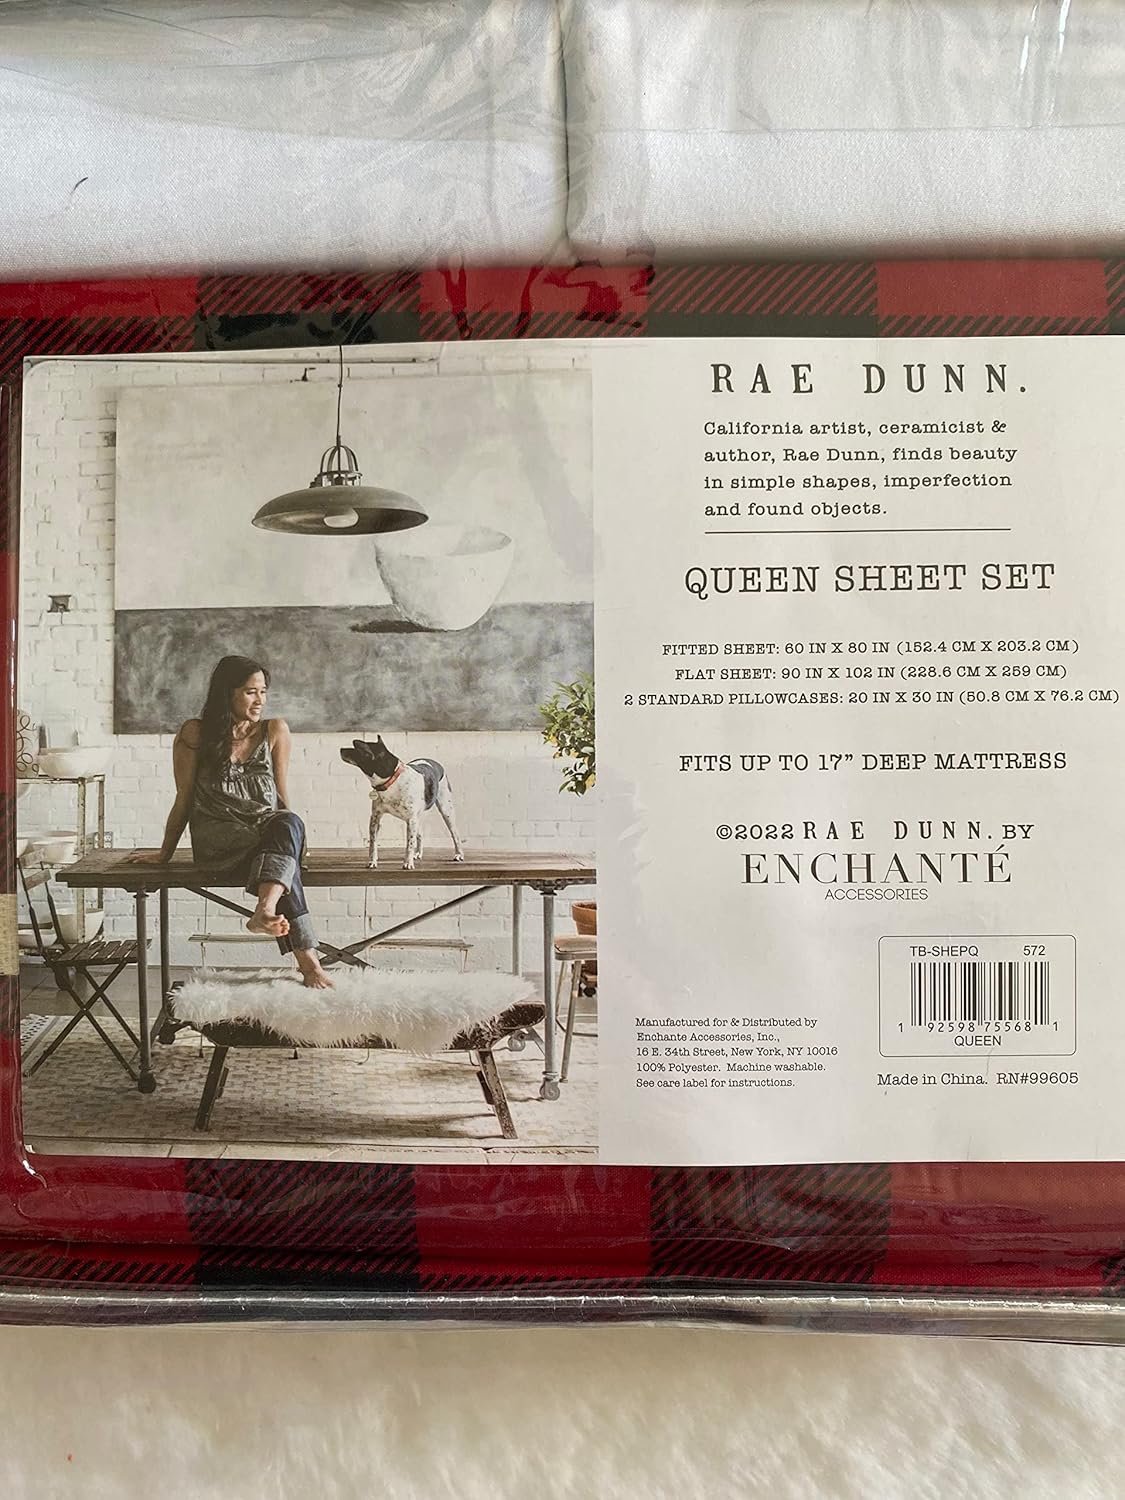 RAE DUNN.
California artist, ceramicist &
author, Rae Dunn, finds beauty
in simple shapes, imperfection
and found objects.
QUEEN SHEET SET
FITTED SHEET: 60 IN X 80 IN (152.4 CM X 203.2 CM)
FLAT SHEET: 90 IN X 102 IN (228.6 CM X 259 CM)
2 STANDARD PILLOWCASES: 20 IN X 30 IN (50.8 CM X 76.2 CM)
FITS UP TO 17” DEEP MATTRESS
©2022 RAE DUNN. BY
ENCHANTÉ
ACCESSORIES
TB-SHEPQ 572
1 92598 75568 1
QUEEN
Manufactured for & Distributed by
Enchante Accessories, Inc.,
16 E. 34th Street, New York, NY 10016
100% Polyester. Machine washable.
See care label for instructions.
Made in China. RN#99605